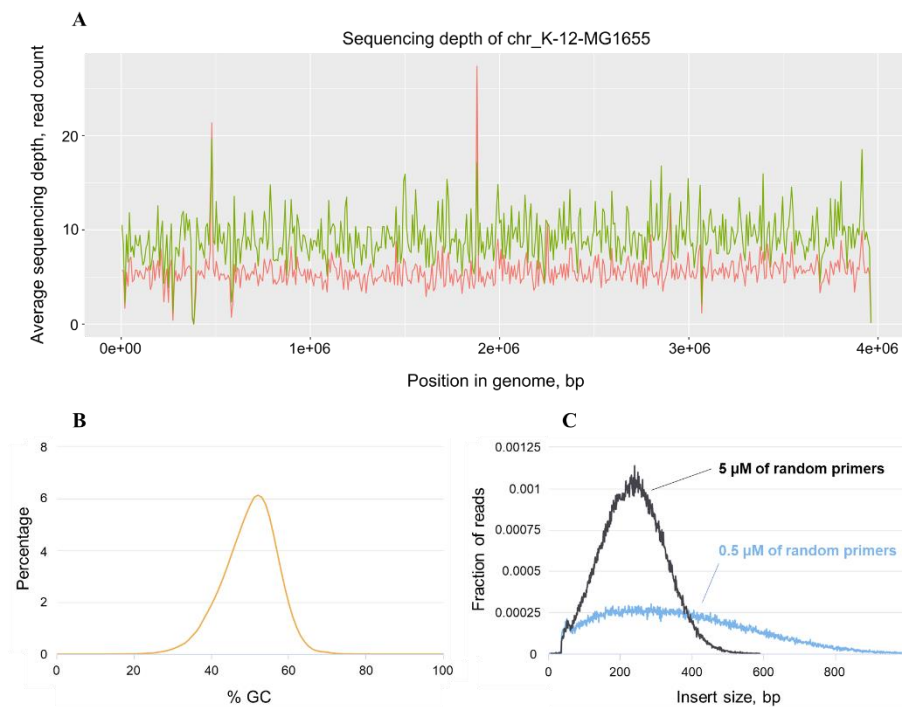 A
Sequencing depth of chr_K-12-MG1655
Average sequencing depth, read count
20
10
0
0e+00 1e+06 2e+06 3e+06 4e+06
Position in genome, bp
B
Percentage
8
6
4
2
0
0 20 40 60 80 100
% GC
C
Fraction of reads
0.00125
0.001
0.00075
0.0005
0.00025
0
5 µM of random primers
0.5 µM of random primers
0 200 400 600 800
Insert size, bp